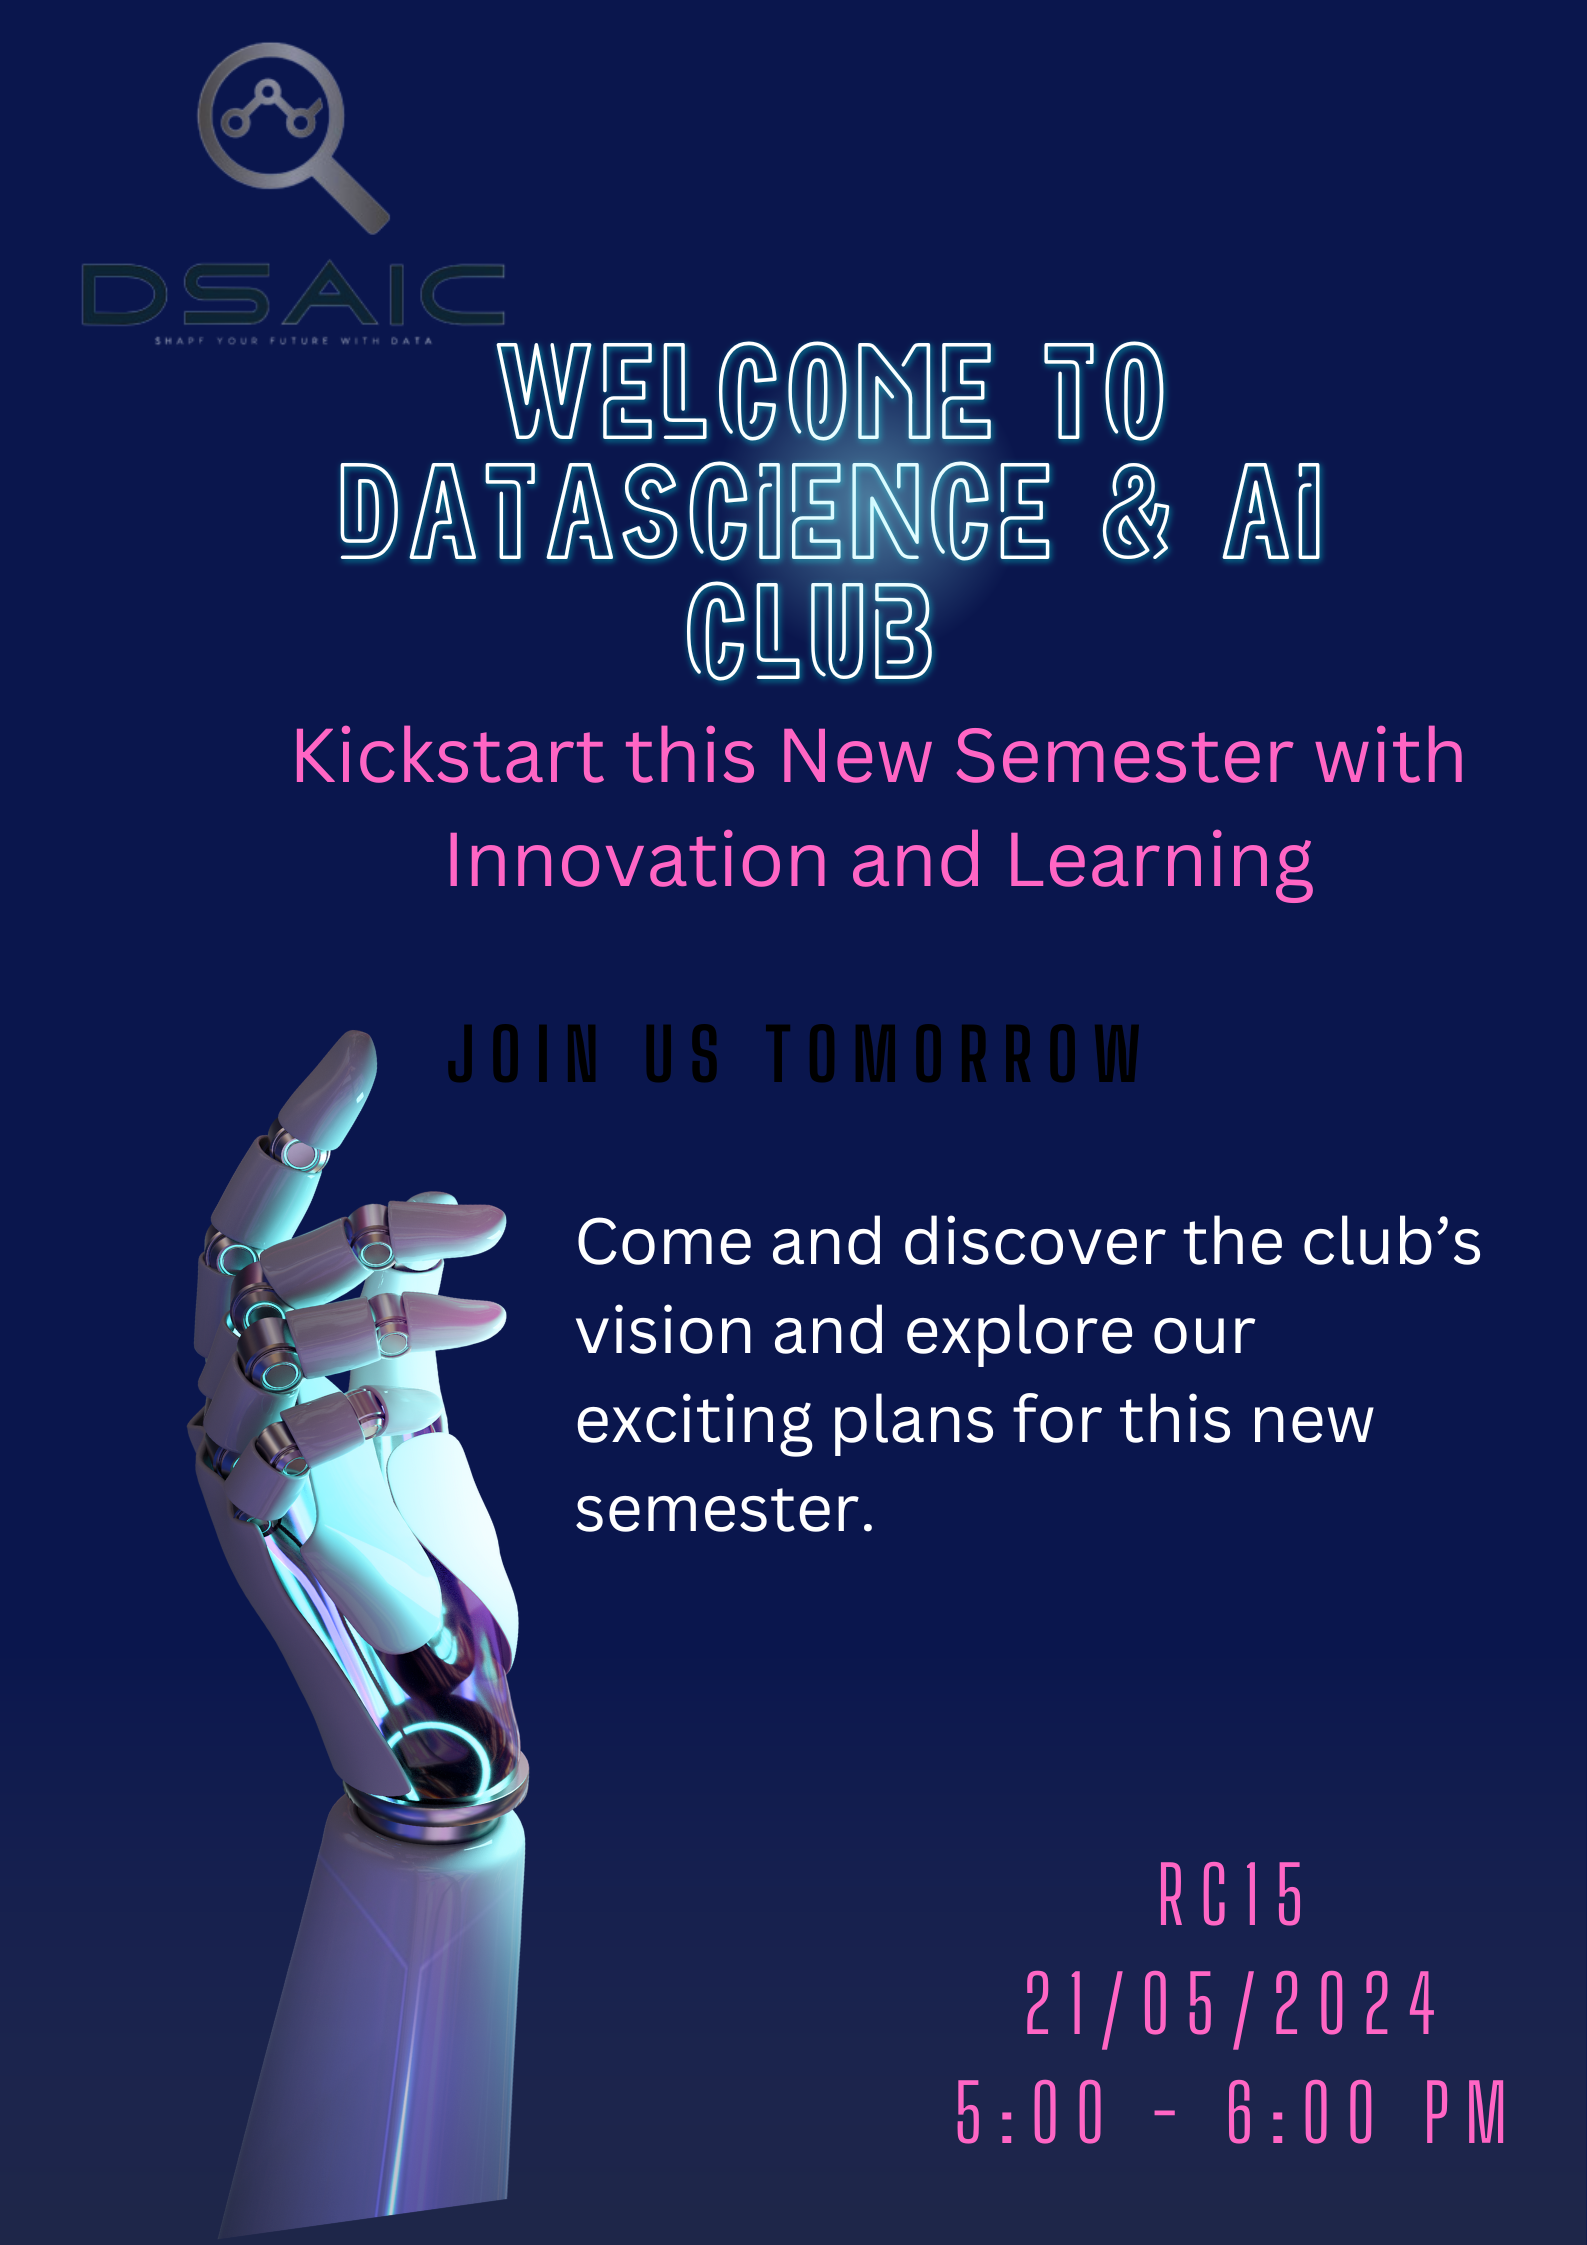 DSAIC
SHAPE YOUR FUTURE WITH DATA
WELCOME TO
DATASCIENCE & AI
CLUB
Kickstart this New Semester with
Innovation and Learning
JOIN US TOMORROW
Come and discover the club’s
vision and explore our
exciting plans for this new
semester.
RC15
21/05/2024
5:00 - 6:00 PM